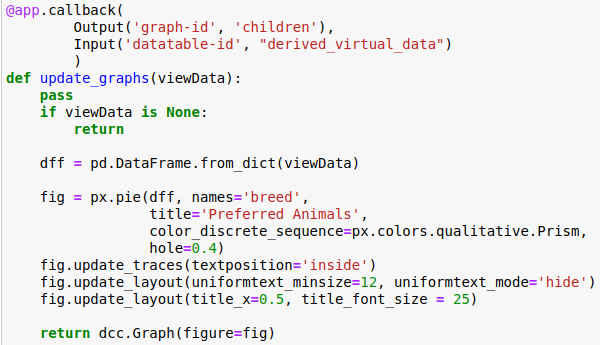 @app.callback(
        Output('graph-id', 'children'),
        Input('datatable-id', "derived_virtual_data")
        )
def update_graphs(viewData):
    pass
    if viewData is None:
        return

    dff = pd.DataFrame.from_dict(viewData)

    fig = px.pie(dff, names='breed',
                 title='Preferred Animals',
                 color_discrete_sequence=px.colors.qualitative.Prism,
                 hole=0.4)
    fig.update_traces(textposition='inside')
    fig.update_layout(uniformtext_minsize=12, uniformtext_mode='hide')
    fig.update_layout(title_x=0.5, title_font_size = 25)

    return dcc.Graph(figure=fig)